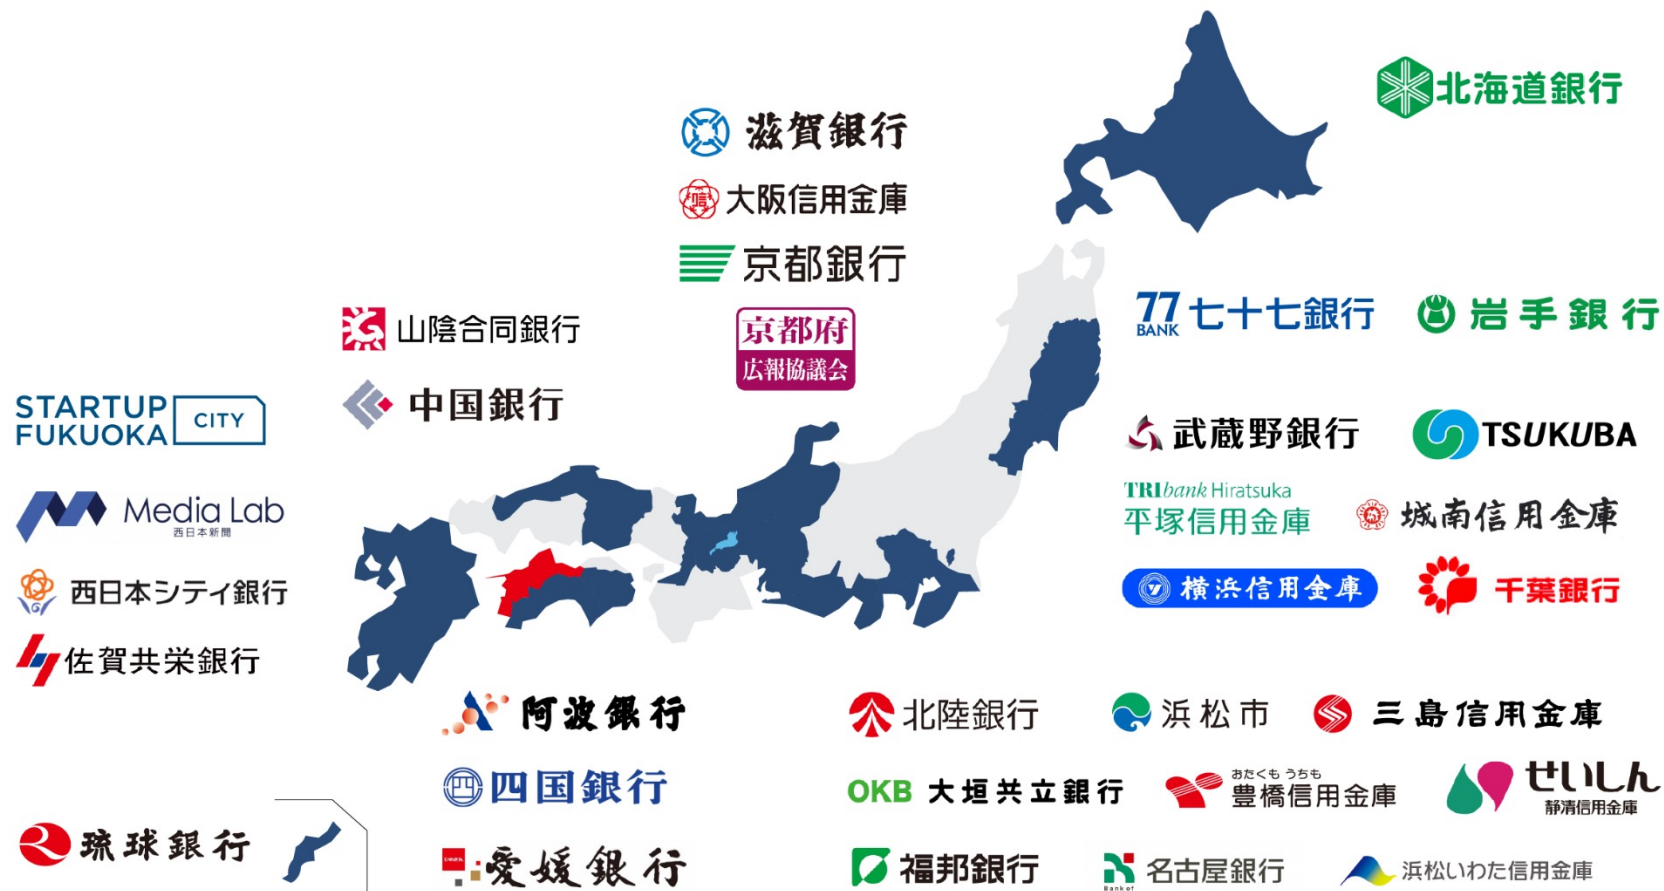 北海道銀行
滋賀銀行
信
大阪信用金庫
京都銀行
京都府
広報協議会
山陰合同銀行
中国銀行
77
BANK
七十七銀行
岩手銀行
STARTUP
FUKUOKA
CITY
武蔵野銀行
TSUKUBA
Media Lab
西日本新聞
TRIbank Hiratsuka
平塚信用金庫
城南信用金庫
西日本シティ銀行
横浜信用金庫
千葉銀行
佐賀共栄銀行
阿波銀行
北陸銀行
浜松市
三島信用金庫
四
四国銀行
OKB 大垣共立銀行
おたくも うちも
豊橋信用金庫
せいしん
静清信用金庫
琉球銀行
愛媛銀行
福邦銀行
Bank of
名古屋銀行
浜松いわた信用金庫